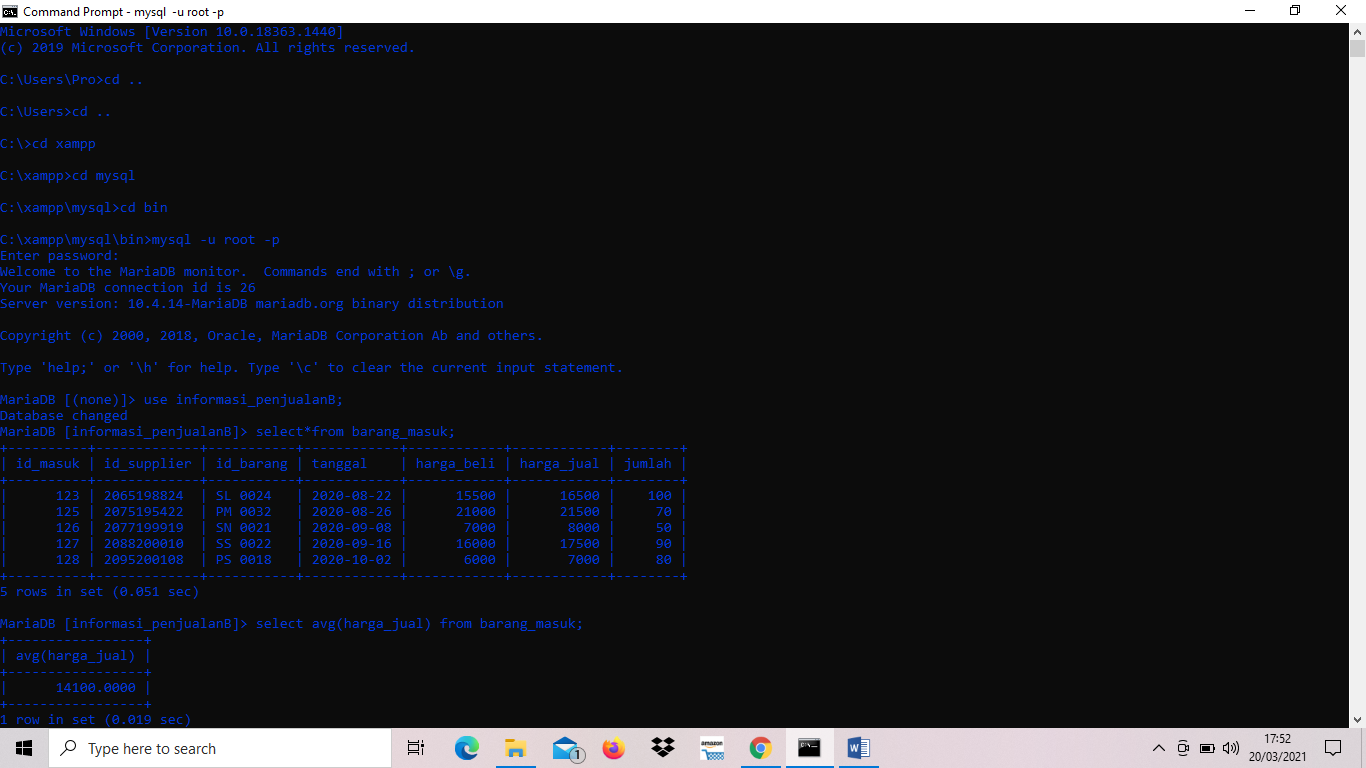 Command Prompt - mysql  -u root -p
Microsoft Windows [Version 10.0.18363.1440]
(c) 2019 Microsoft Corporation. All rights reserved.
C:\Users\Pro>cd ..
C:\Users>cd ..
C:\>cd xampp
C:\xampp>cd mysql
C:\xampp\mysql>cd bin
C:\xampp\mysql\bin>mysql -u root -p
Enter password:
Welcome to the MariaDB monitor.  Commands end with ; or \g.
Your MariaDB connection id is 26
Server version: 10.4.14-MariaDB mariadb.org binary distribution
Copyright (c) 2000, 2018, Oracle, MariaDB Corporation Ab and others.
Type 'help;' or '\h' for help. Type '\c' to clear the current input statement.
MariaDB [(none)]> use informasi_penjualanB;
Database changed
MariaDB [informasi_penjualanB]> select*from barang_masuk;
+----------+-------------+-----------+------------+------------+------------+--------+
| id_masuk | id_supplier | id_barang | tanggal    | harga_beli | harga_jual | jumlah |
+----------+-------------+-----------+------------+------------+------------+--------+
|      123 | 2065198824  | SL 0024   | 2020-08-22 |      15500 |      16500 |    100 |
|      125 | 2075195422  | PM 0032   | 2020-08-26 |      21000 |      21500 |     70 |
|      126 | 2077199919  | SN 0021   | 2020-09-08 |       7000 |       8000 |     50 |
|      127 | 2088200010  | SS 0022   | 2020-09-16 |      16000 |      17500 |     90 |
|      128 | 2095200108  | PS 0018   | 2020-10-02 |       6000 |       7000 |     80 |
+----------+-------------+-----------+------------+------------+------------+--------+
5 rows in set (0.051 sec)
MariaDB [informasi_penjualanB]> select avg(harga_jual) from barang_masuk;
+-----------------+
| avg(harga_jual) |
+-----------------+
|      14100.0000 |
+-----------------+
1 row in set (0.019 sec)
Type here to search
1
amazon
17:52
20/03/2021